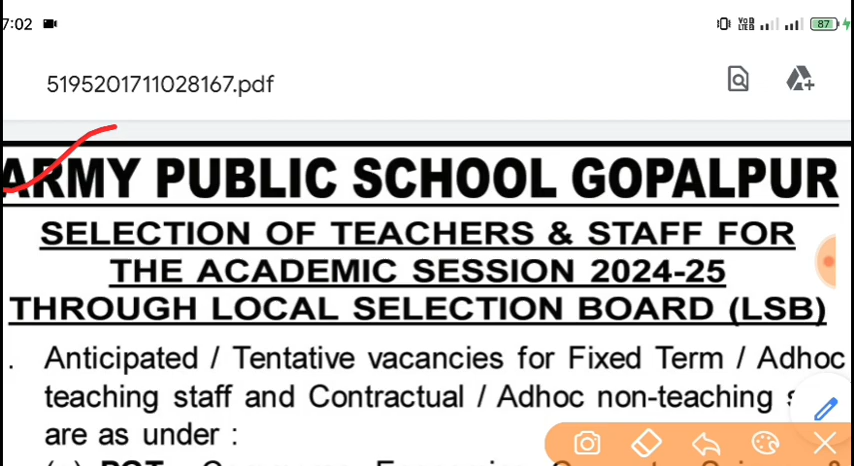 7:02
Vo0 LTE 87
5195201711028167.pdf
ARMY PUBLIC SCHOOL GOPALPUR
SELECTION OF TEACHERS & STAFF FOR
THE ACADEMIC SESSION 2024-25
THROUGH LOCAL SELECTION BOARD (LSB)
. Anticipated / Tentative vacancies for Fixed Term / Adhoc
teaching staff and Contractual / Adhoc non-teaching
are as under :